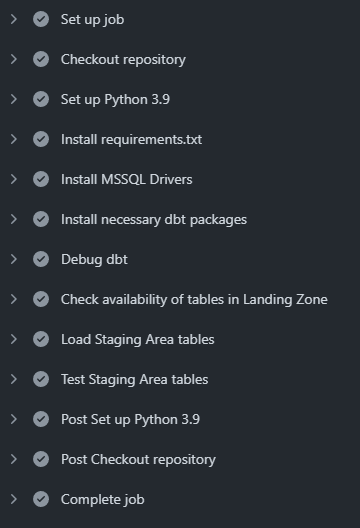 Set up job
Checkout repository
Set up Python 3.9
Install requirements.txt
Install MSSQL Drivers
Install necessary dbt packages
Debug dbt
Check availability of tables in Landing Zone
Load Staging Area tables
Test Staging Area tables
Post Set up Python 3.9
Post Checkout repository
Complete job